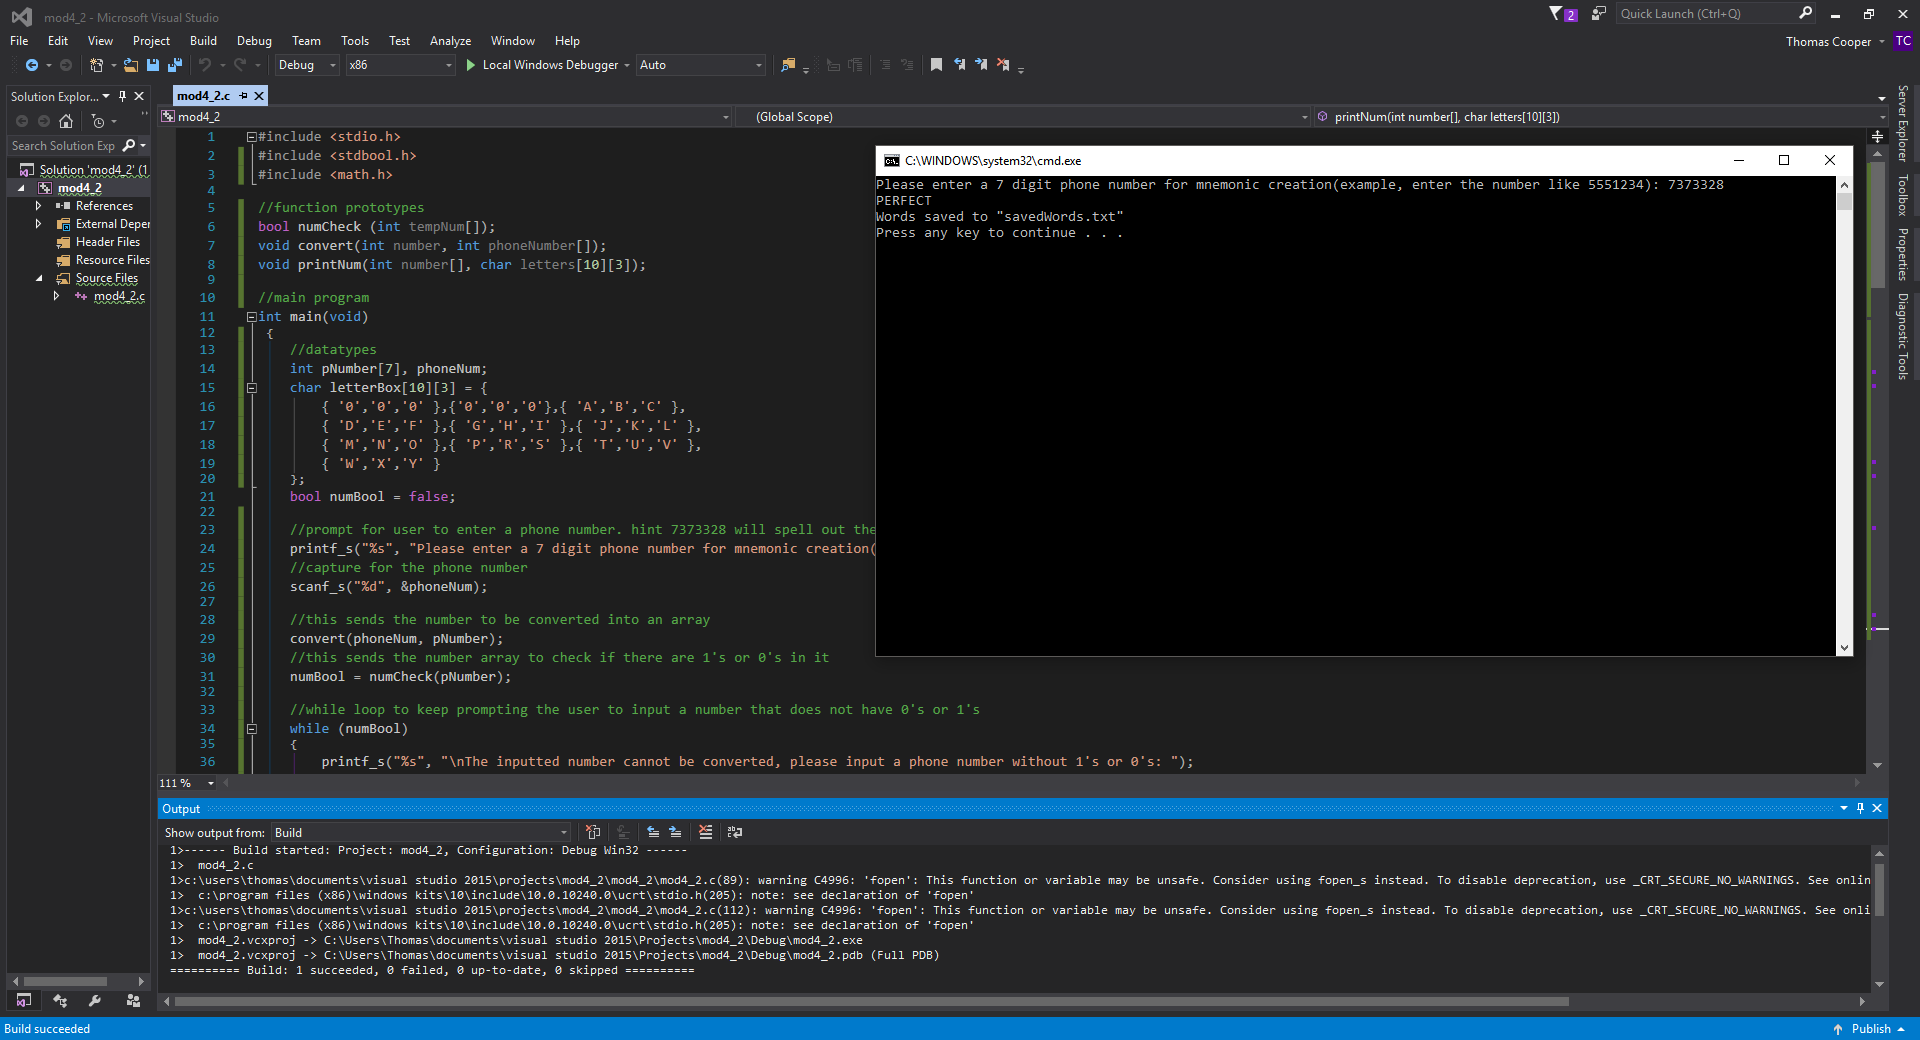 mod4_2 - Microsoft Visual Studio
2
Quick Launch (Ctrl+Q)
File Edit View Project Build Debug Team Tools Test Analyze Window Help
Thomas Cooper TC
Debug x86 Local Windows Debugger Auto
Solution Explor...
mod4_2.c
mod4_2 (Global Scope) printNum(int number[], char letters[10][3])
Search Solution Exp
Solution 'mod4_2' (1
mod4_2
References
External Deper
Header Files
Resource Files
Source Files
mod4_2.c
1 #include <stdio.h>
2 #include <stdbool.h>
3 #include <math.h>
4
5 //function prototypes
6 bool numCheck (int tempNum[]);
7 void convert(int number, int phoneNumber[]);
8 void printNum(int number[], char letters[10][3]);
9
10 //main program
11 int main(void)
12 {
13 //datatypes
14 int pNumber[7], phoneNum;
15 char letterBox[10][3] = {
16 { '0','0','0' },{'0','0','0'},{ 'A','B','C' },
17 { 'D','E','F' },{ 'G','H','I' },{ 'J','K','L' },
18 { 'M','N','O' },{ 'P','R','S' },{ 'T','U','V' },
19 { 'W','X','Y' }
20 };
21 bool numBool = false;
22
23 //prompt for user to enter a phone number. hint 7373328 will spell out the
24 printf_s("%s", "Please enter a 7 digit phone number for mnemonic creation(
25 //capture for the phone number
26 scanf_s("%d", &phoneNum);
27
28 //this sends the number to be converted into an array
29 convert(phoneNum, pNumber);
30 //this sends the number array to check if there are 1's or 0's in it
31 numBool = numCheck(pNumber);
32
33 //while loop to keep prompting the user to input a number that does not have 0's or 1's
34 while (numBool)
35 {
36 printf_s("%s", "\nThe inputted number cannot be converted, please input a phone number without 1's or 0's: ");
C:\WINDOWS\system32\cmd.exe
Please enter a 7 digit phone number for mnemonic creation(example, enter the number like 5551234): 7373328
PERFECT
Words saved to "savedWords.txt"
Press any key to continue . . .
Server Explorer
Toolbox
Properties
Diagnostic Tools
111 %
Output
Show output from: Build
1>------ Build started: Project: mod4_2, Configuration: Debug Win32 ------
1>  mod4_2.c
1>c:\users\thomas\documents\visual studio 2015\projects\mod4_2\mod4_2\mod4_2.c(89): warning C4996: 'fopen': This function or variable may be unsafe. Consider using fopen_s instead. To disable deprecation, use _CRT_SECURE_NO_WARNINGS. See onlin
1>  c:\program files (x86)\windows kits\10\include\10.0.10240.0\ucrt\stdio.h(205): note: see declaration of 'fopen'
1>c:\users\thomas\documents\visual studio 2015\projects\mod4_2\mod4_2\mod4_2.c(112): warning C4996: 'fopen': This function or variable may be unsafe. Consider using fopen_s instead. To disable deprecation, use _CRT_SECURE_NO_WARNINGS. See onli
1>  c:\program files (x86)\windows kits\10\include\10.0.10240.0\ucrt\stdio.h(205): note: see declaration of 'fopen'
1>  mod4_2.vcxproj -> C:\Users\Thomas\documents\visual studio 2015\Projects\mod4_2\Debug\mod4_2.exe
1>  mod4_2.vcxproj -> C:\Users\Thomas\documents\visual studio 2015\Projects\mod4_2\Debug\mod4_2.pdb (Full PDB)
========== Build: 1 succeeded, 0 failed, 0 up-to-date, 0 skipped ==========
Build succeeded
Publish